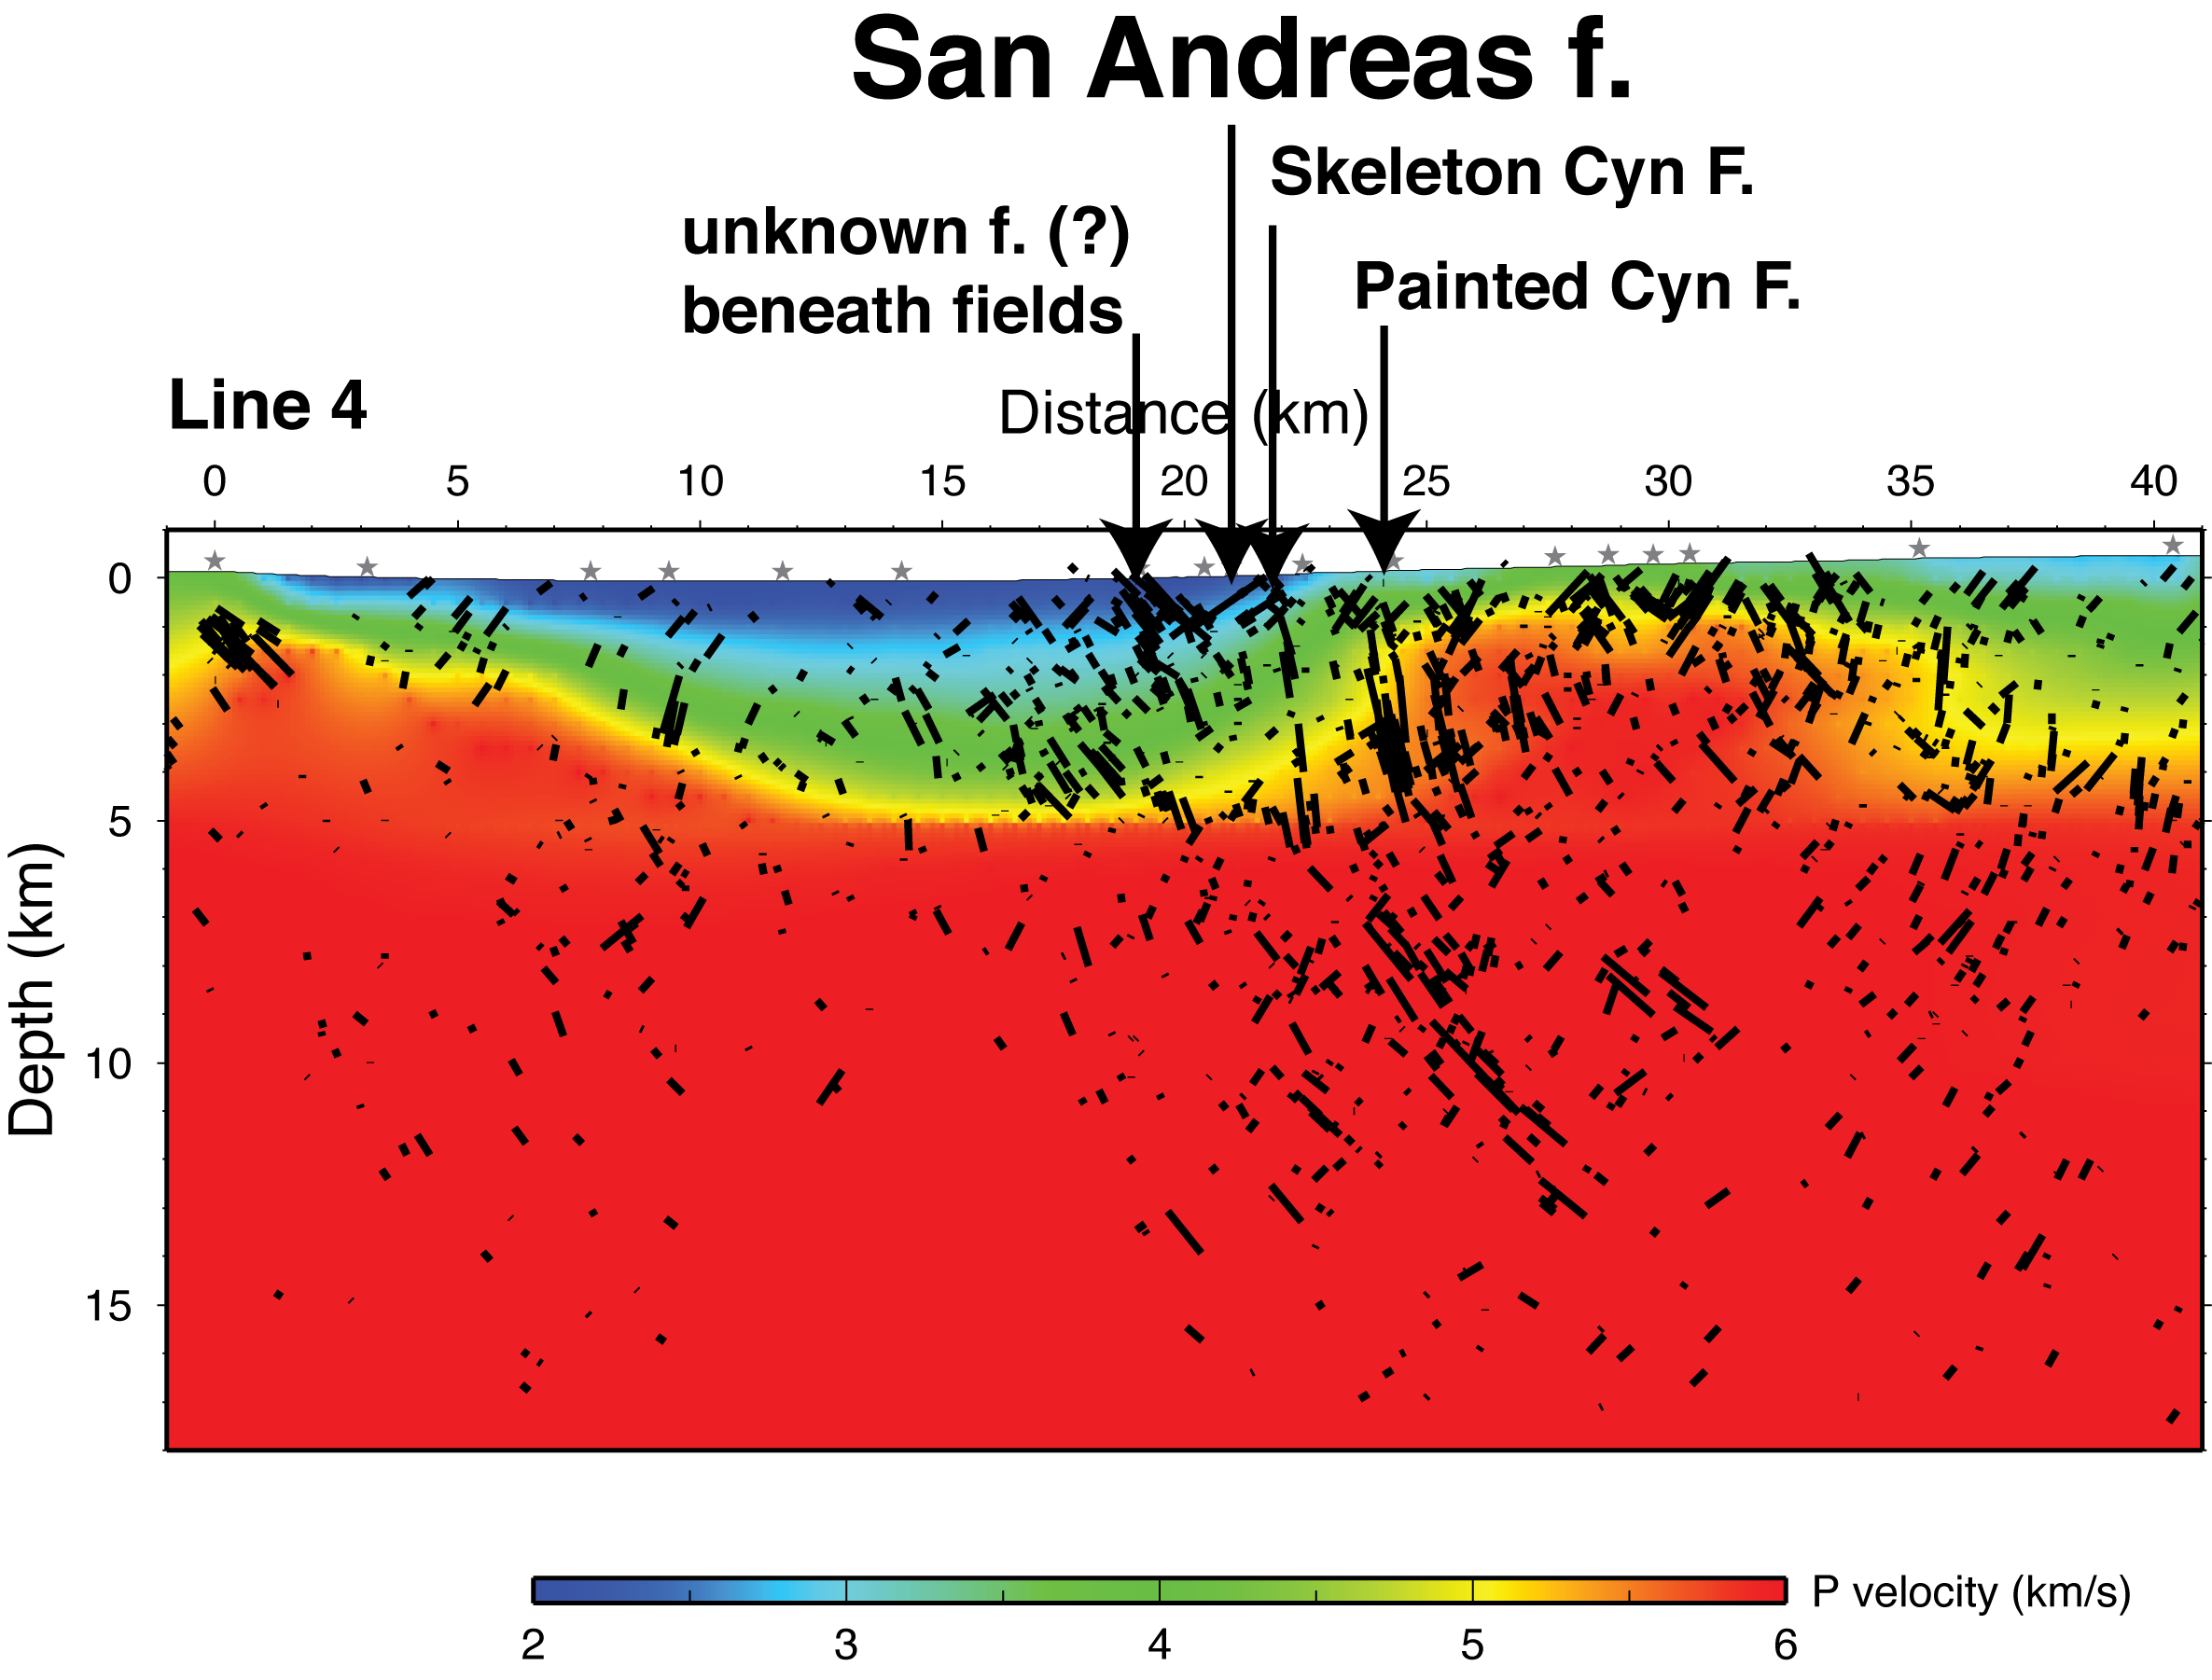 San Andreas f.
Skeleton Cyn F.
unknown f. (?)
beneath fields
Painted Cyn F.
Line 4
Distance (km)
0 5 10 15 20 25 30 35 40
0
5
10
15
Depth (km)
P velocity (km/s)
2 3 4 5 6